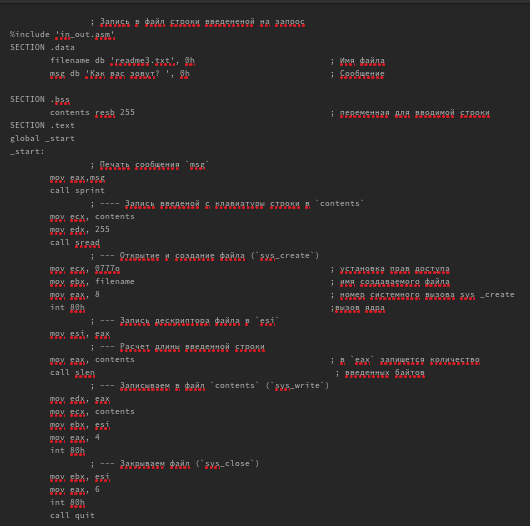 ; Запись в файл строки введененой на запрос
%include 'in_out.asm'
SECTION .data
filename db 'readme3.txt', 0h ; Имя файла
msg db 'Как вас зовут? ', 0h ; Сообщение
SECTION .bss
contents resb 255 ; переменная для вводимой строки
SECTION .text
global _start
_start:
; Печать сообщения `msg`
mov eax,msg
call sprint
; ---- Запись введеной с клавиатуры строки в `contents`
mov ecx, contents
mov edx, 255
call sread
; --- Открытие и создание файла (`sys_create`)
mov ecx, 0777o ; установка прав доступа
mov ebx, filename ; имя создаваемого файла
mov eax, 8 ; номер системного вызова sys _create
int 80h ;вызов ядра
; --- Запись дескриптора файла в `esi`
mov esi, eax
; --- Расчет длины введенной строки
mov eax, contents ; в `eax` запишется количество
call slen ; введенных байтов
; --- Записываем в файл `contents` (`sys_write`)
mov edx, eax
mov ecx, contents
mov ebx, esi
mov eax, 4
int 80h
; --- Закрываем файл (`sys_close`)
mov ebx, esi
mov eax, 6
int 80h
call quit